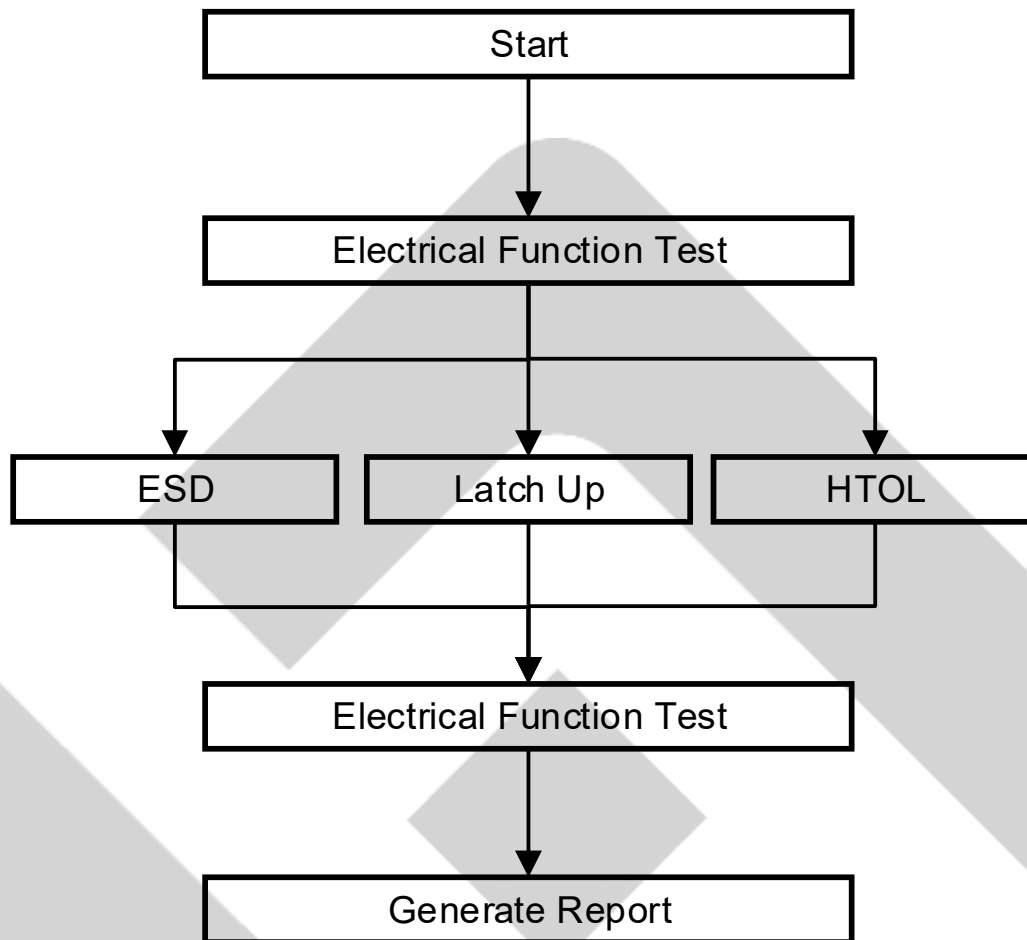 Start
Electrical Function Test
ESD
Latch Up
HTOL
Electrical Function Test
Generate Report